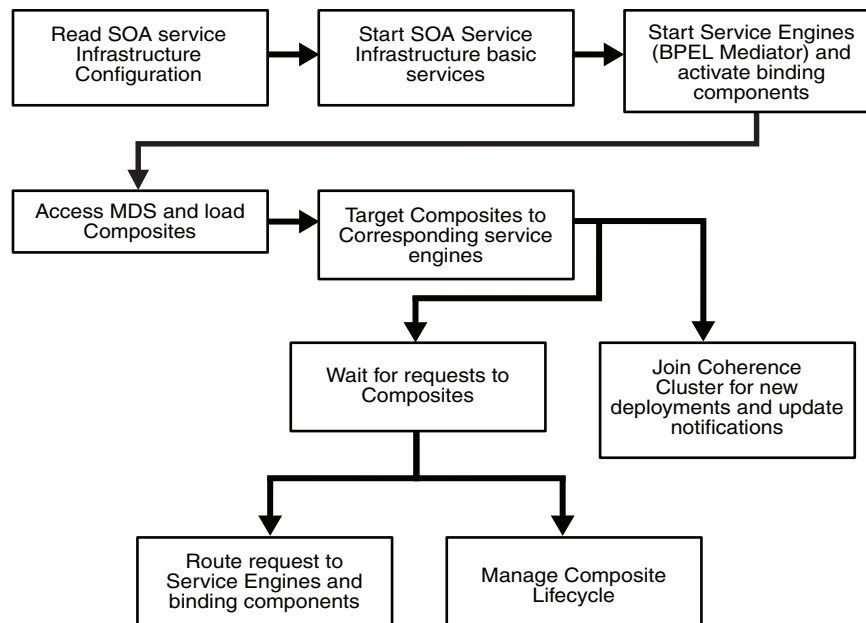 Read SOA service
Infrastructure
Configuration
Start SOA Service
Infrastructure basic
services
Start Service Engines
(BPEL Mediator) and
activate binding
components
Access MDS and load
Composites
Target Composites to
Corresponding service
engines
Wait for requests to
Composites
Join Coherence
Cluster for new
deployments and update
notifications
Route request to
Service Engines and
binding components
Manage Composite
Lifecycle